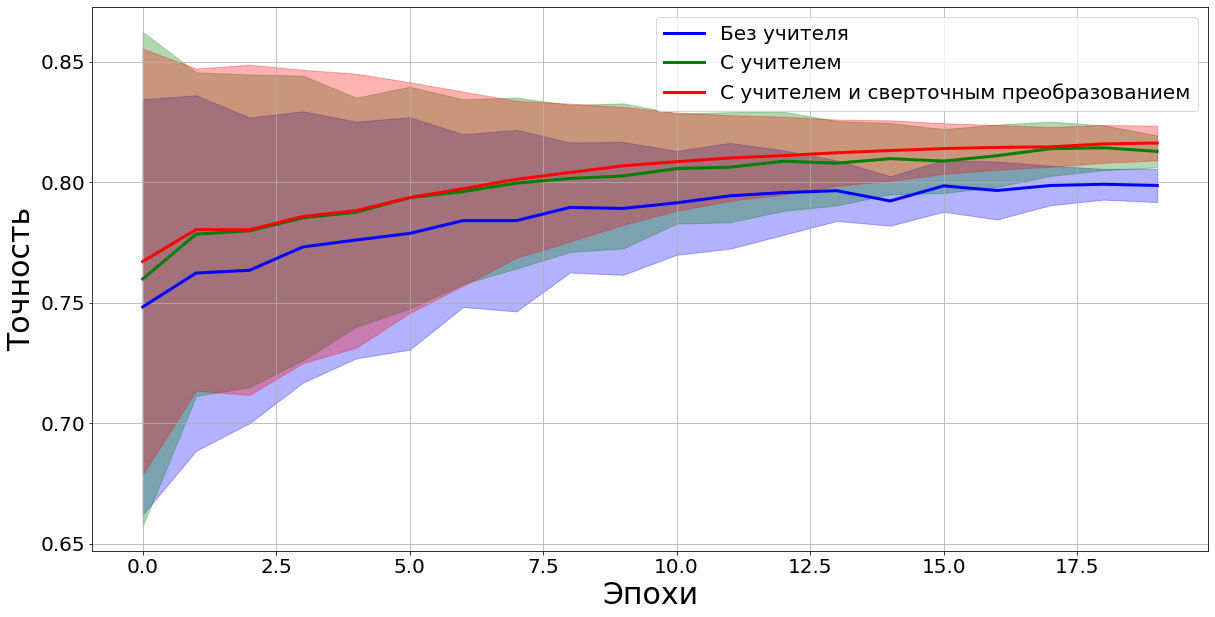 Без учителя
С учителем
С учителем и сверточным преобразованием
Точность
0.85
0.80
0.75
0.70
0.65
0.0 2.5 5.0 7.5 10.0 12.5 15.0 17.5
Эпохи